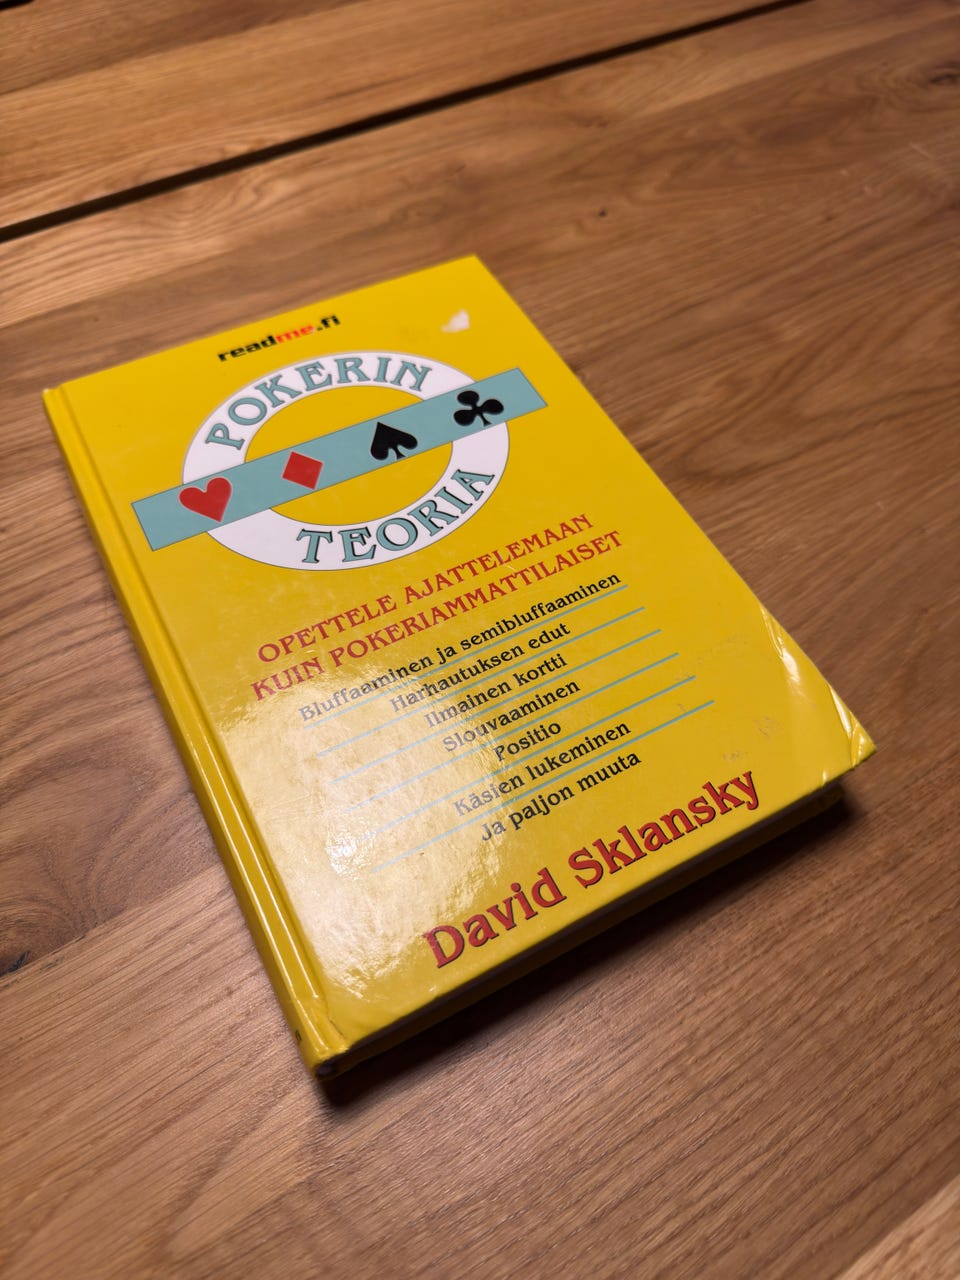 readme.fi
POKERIN
TEORIA
OPETTELE AJATTELEMAAN
KUIN POKERIAMMATTILAISET
Bluffaaminen ja semibluffaaminen
Harhautuksen edut
Ilmainen kortti
Slouvaaminen
Positio
Käsien lukeminen
Ja paljon muuta
David Sklansky